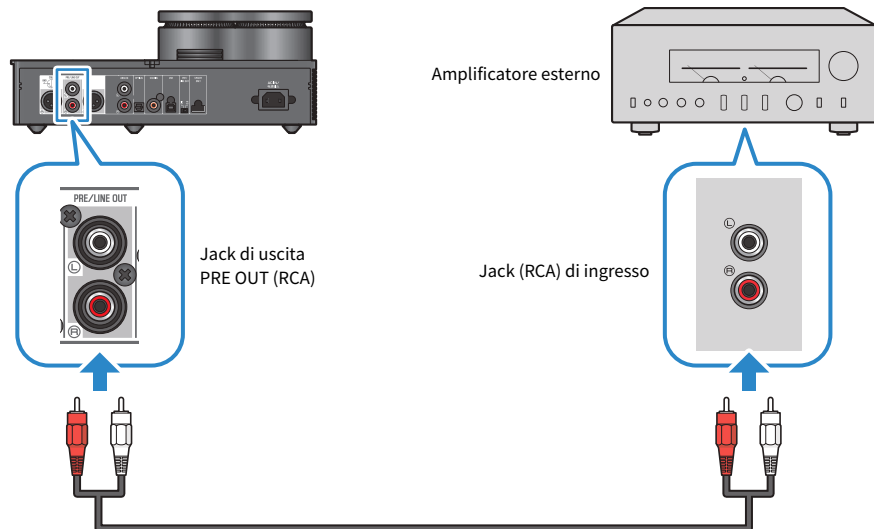 Amplificatore esterno
PRE/LINE OUT
L
R
Jack di uscita
PRE OUT (RCA)
Jack (RCA) di ingresso
L
R